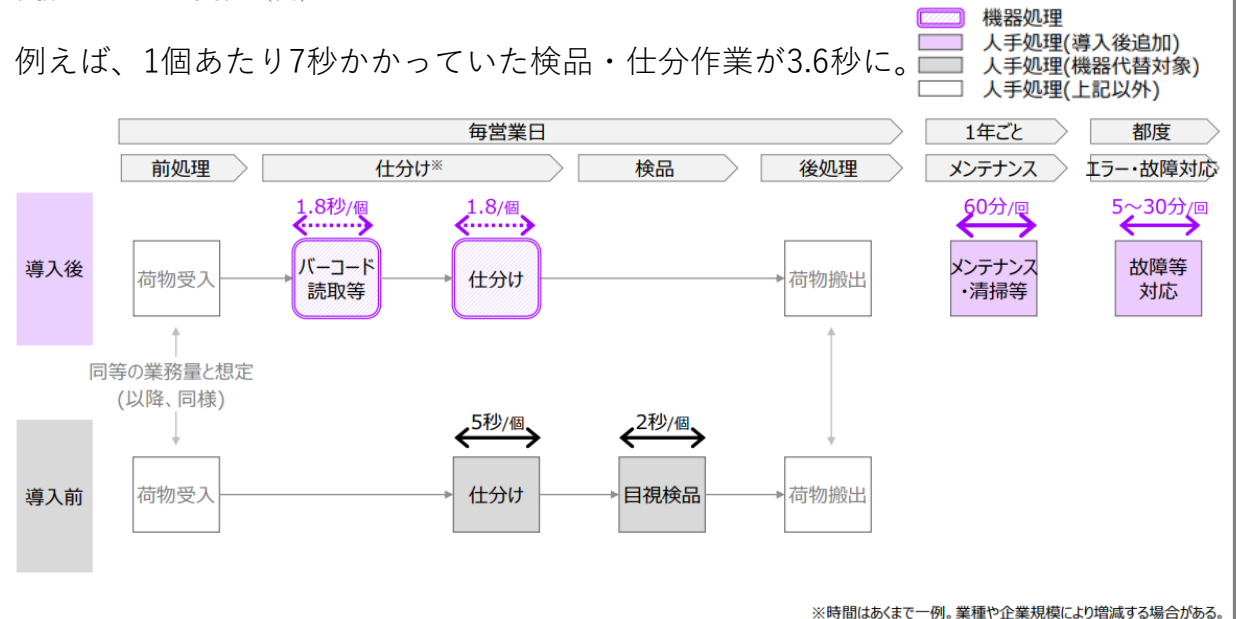 例えば、1個あたり7秒かかっていた検品・仕分作業が3.6秒に。
機器処理
人手処理(導入後追加)
人手処理(機器代替対象)
人手処理(上記以外)
毎営業日
1年ごと
都度
前処理
仕分け※
検品
後処理
メンテナンス
エラー・故障対応
導入後
1.8秒/個
1.8/個
60分/回
5～30分/回
荷物受入
バーコード
読取等
仕分け
荷物搬出
メンテナンス
・清掃等
故障等
対応
同等の業務量と想定
(以降、同様)
導入前
5秒/個
2秒/個
荷物受入
仕分け
目視検品
荷物搬出
※時間はあくまで一例。業種や企業規模により増減する場合がある。